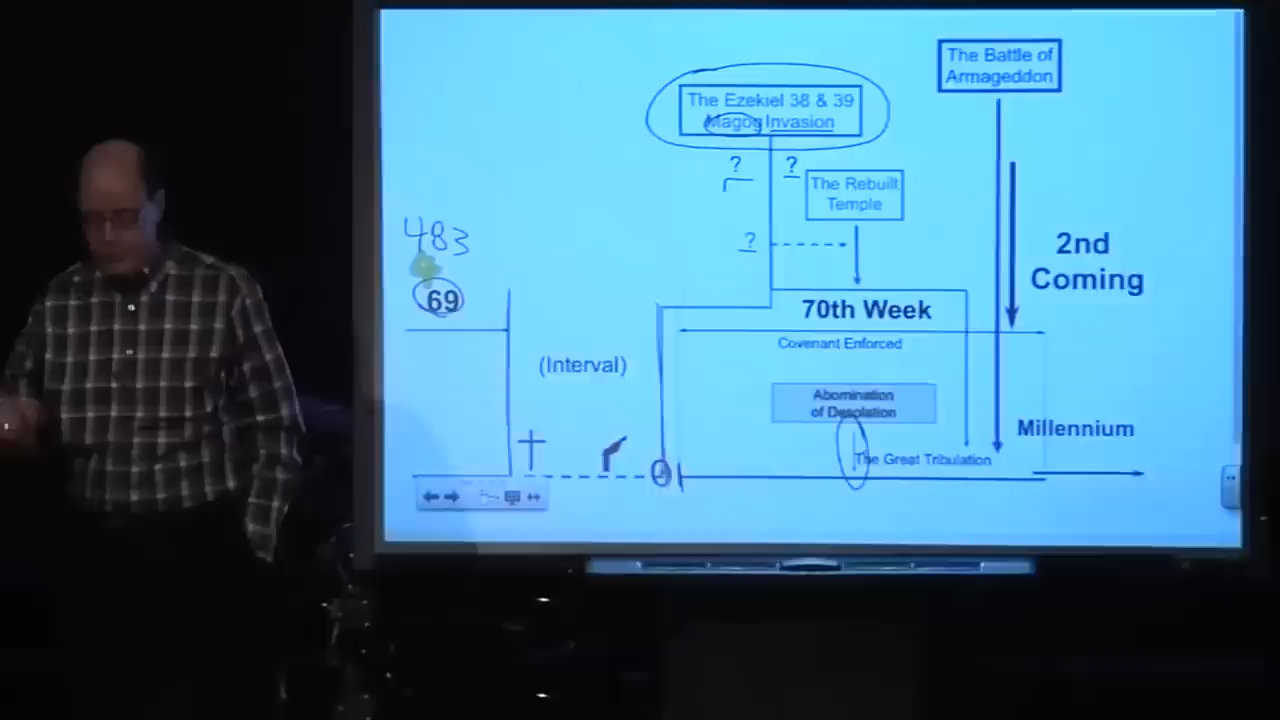 The Battle of
Armageddon
The Ezekiel 38 & 39
Magog Invasion
?
?
The Rebuilt
Temple
483
?
2nd
Coming
69
70th Week
Covenant Enforced
(Interval)
Abomination
of Desolation
Millennium
The Great Tribulation